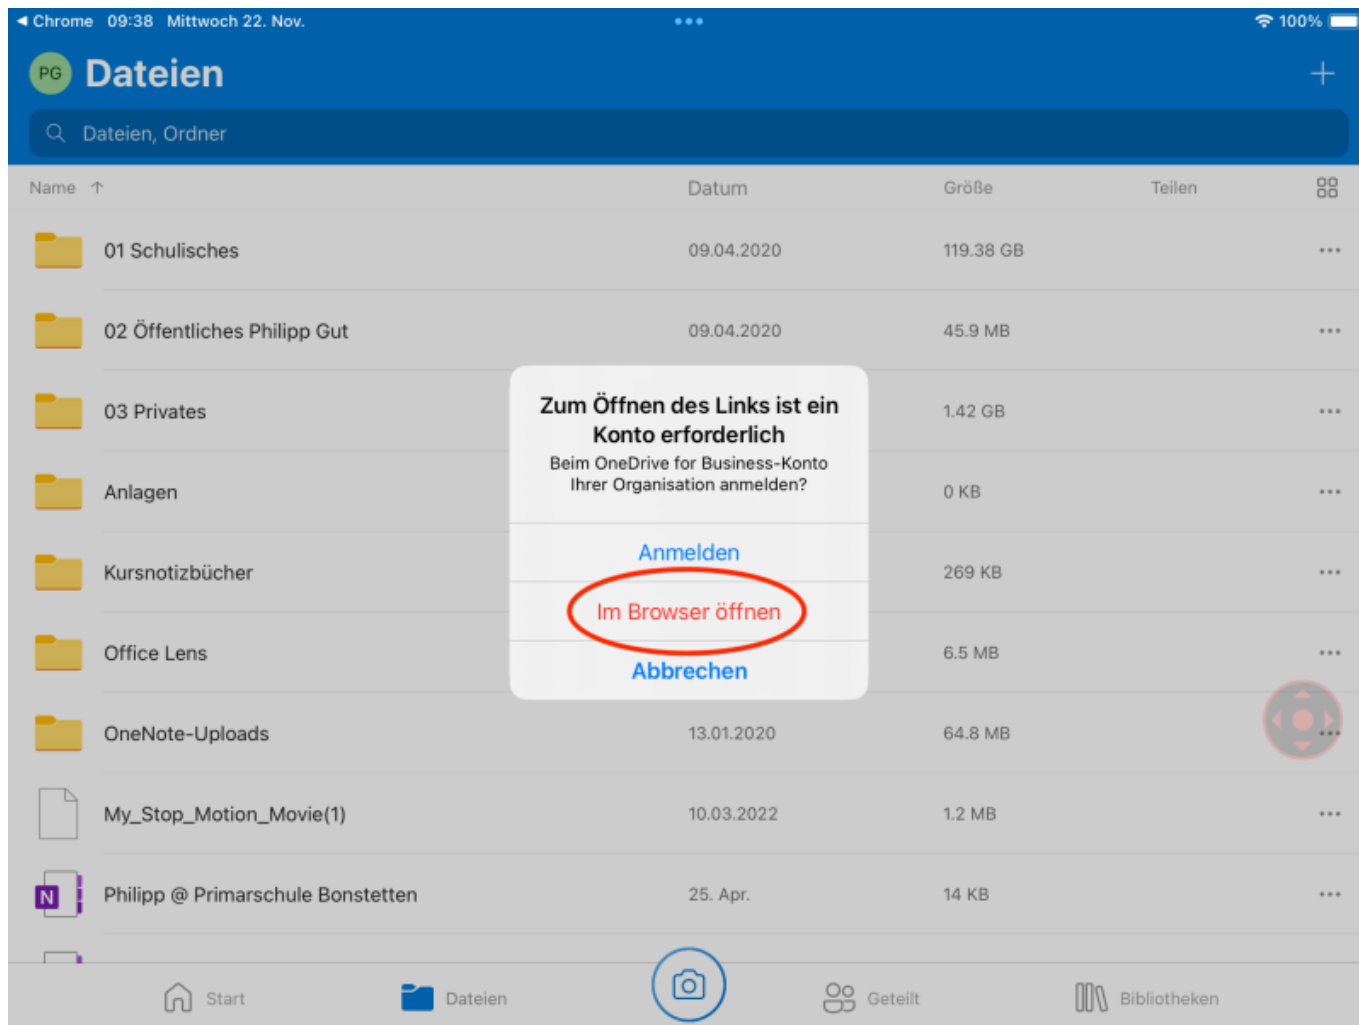 Chrome 09:38 Mittwoch 22. Nov.
100%
PG Dateien
Dateien, Ordner
Name Datum Größe Teilen
01 Schulisches 09.04.2020 119.38 GB
02 Öffentliches Philipp Gut 09.04.2020 45.9 MB
03 Privates 1.42 GB
Anlagen 0 KB
Kursnotizbücher 269 KB
Office Lens 6.5 MB
OneNote-Uploads 13.01.2020 64.8 MB
My_Stop_Motion_Movie(1) 10.03.2022 1.2 MB
N Philipp @ Primarschule Bonstetten 25. Apr. 14 KB
Zum Öffnen des Links ist ein
Konto erforderlich
Beim OneDrive for Business-Konto
Ihrer Organisation anmelden?
Anmelden
Im Browser öffnen
Abbrechen
Start Dateien Geteilt Bibliotheken